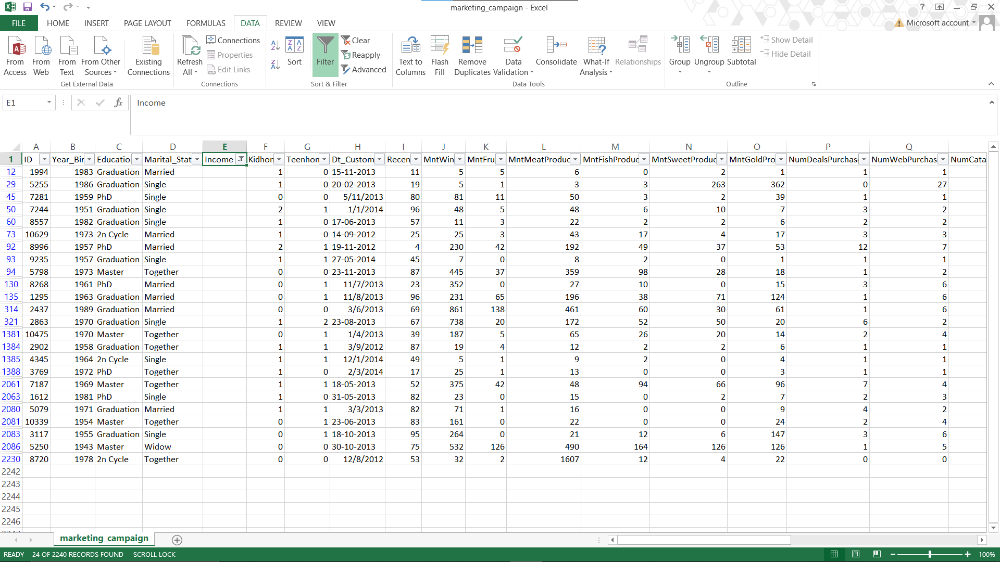 marketing_campaign - Excel
?
FILE HOME INSERT PAGE LAYOUT FORMULAS DATA REVIEW VIEW Microsoft account
From Access
From Web
From Text
From Other Sources
Get External Data
Existing Connections
Refresh All
Connections
Properties
Edit Links
Connections
Sort
Filter
Clear
Reapply
Advanced
Sort & Filter
Text to Columns
Flash Fill
Remove Duplicates
Data Validation
Consolidate
What-If Analysis
Relationships
Data Tools
Group
Ungroup
Subtotal
Show Detail
Hide Detail
Outline
E1 fx Income
A B C D E F G H I J K L M N O P Q
1 ID Year_Bir Educatio Marital_Stat Income Kidhon Teenhon Dt_Custom Recen MntWin MntFru MntMeatProduc MntFishProduc MntSweetProduc MntGoldPro NumDealsPurchas NumWebPurchas NumCata
12 1994 1983 Graduation Married 1 0 15-11-2013 11 5 5 6 0 2 1 1 1
29 5255 1986 Graduation Single 1 0 20-02-2013 19 5 1 3 3 263 362 0 27
45 7281 1959 PhD Single 0 0 5/11/2013 80 81 11 50 3 2 39 1 1
50 7244 1951 Graduation Single 2 1 1/1/2014 96 48 5 48 6 10 7 3 2
60 8557 1982 Graduation Single 1 0 17-06-2013 57 11 3 22 2 2 6 2 2
73 10629 1973 2n Cycle Married 1 0 14-09-2012 25 25 3 43 17 4 17 3 3
92 8996 1957 PhD Married 2 1 19-11-2012 4 230 42 192 49 37 53 12 7
93 9235 1957 Graduation Single 1 1 27-05-2014 45 7 0 8 2 0 1 1 1
94 5798 1973 Master Together 0 0 23-11-2013 87 445 37 359 98 28 18 1 2
130 8268 1961 PhD Married 0 1 11/7/2013 23 352 0 27 10 0 15 3 6
135 1295 1963 Graduation Married 0 1 11/8/2013 96 231 65 196 38 71 124 1 6
314 2437 1989 Graduation Married 0 0 3/6/2013 69 861 138 461 60 30 61 1 6
321 2863 1970 Graduation Single 1 2 23-08-2013 67 738 20 172 52 50 20 6 2
1381 10475 1970 Master Together 0 1 1/4/2013 39 187 5 65 26 20 14 2 4
1384 2902 1958 Graduation Together 1 1 3/9/2012 87 19 4 12 2 2 6 1 1
1385 4345 1964 2n Cycle Single 1 1 12/1/2014 49 5 1 9 2 0 4 1 1
1388 3769 1972 PhD Together 1 0 2/3/2014 17 25 1 13 0 0 3 1 1
2061 7187 1969 Master Together 1 1 18-05-2013 52 375 42 48 94 66 96 7 4
2063 1612 1981 PhD Single 1 0 31-05-2013 82 23 0 15 0 2 7 2 3
2080 5079 1971 Graduation Married 1 1 3/3/2013 82 71 1 16 0 0 9 4 2
2081 10339 1954 Master Together 0 1 23-06-2013 83 161 0 22 0 0 24 2 4
2083 3117 1955 Graduation Single 0 1 18-10-2013 95 264 0 21 12 6 147 3 6
2086 5250 1943 Master Widow 0 0 30-10-2013 75 532 126 490 164 126 126 1 5
2230 8720 1978 2n Cycle Together 0 0 12/8/2012 53 32 2 1607 12 4 22 0 0
2242
2243
2244
2245
2246
2247
marketing_campaign
READY 24 OF 2240 RECORDS FOUND SCROLL LOCK 100%